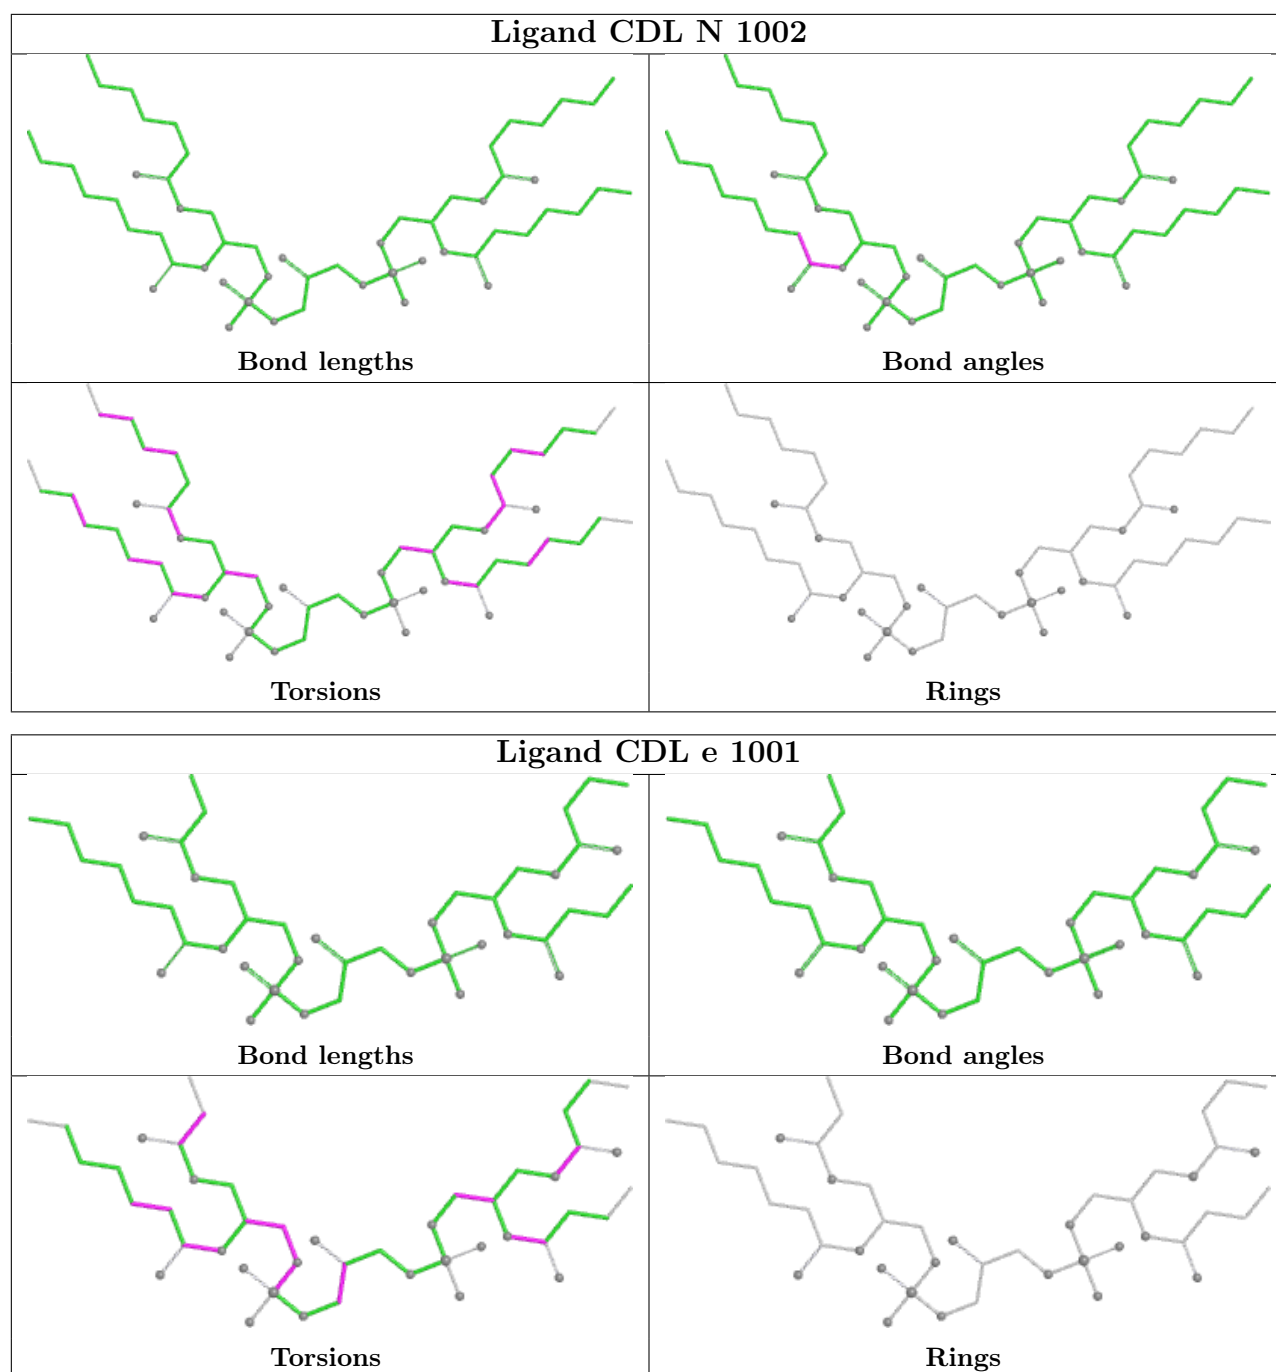 Ligand CDL N 1002
Bond lengths
Bond angles
Torsions
Rings
Ligand CDL e 1001
Bond lengths
Bond angles
Torsions
Rings